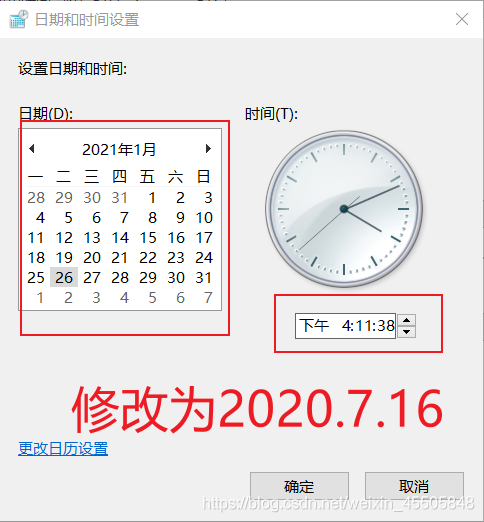 日期和时间设置
设置日期和时间:
日期(D): 时间(T):
2021年1月
一 二 三 四 五 六 日
28 29 30 31 1 2 3
4 5 6 7 8 9 10
11 12 13 14 15 16 17
18 19 20 21 22 23 24
25 26 27 28 29 30 31
1 2 3 4 5 6 7
下午 4:11:38
修改为2020.7.16
更改日历设置
确定 取消
https://blog.csdn.net/weixin_45505848